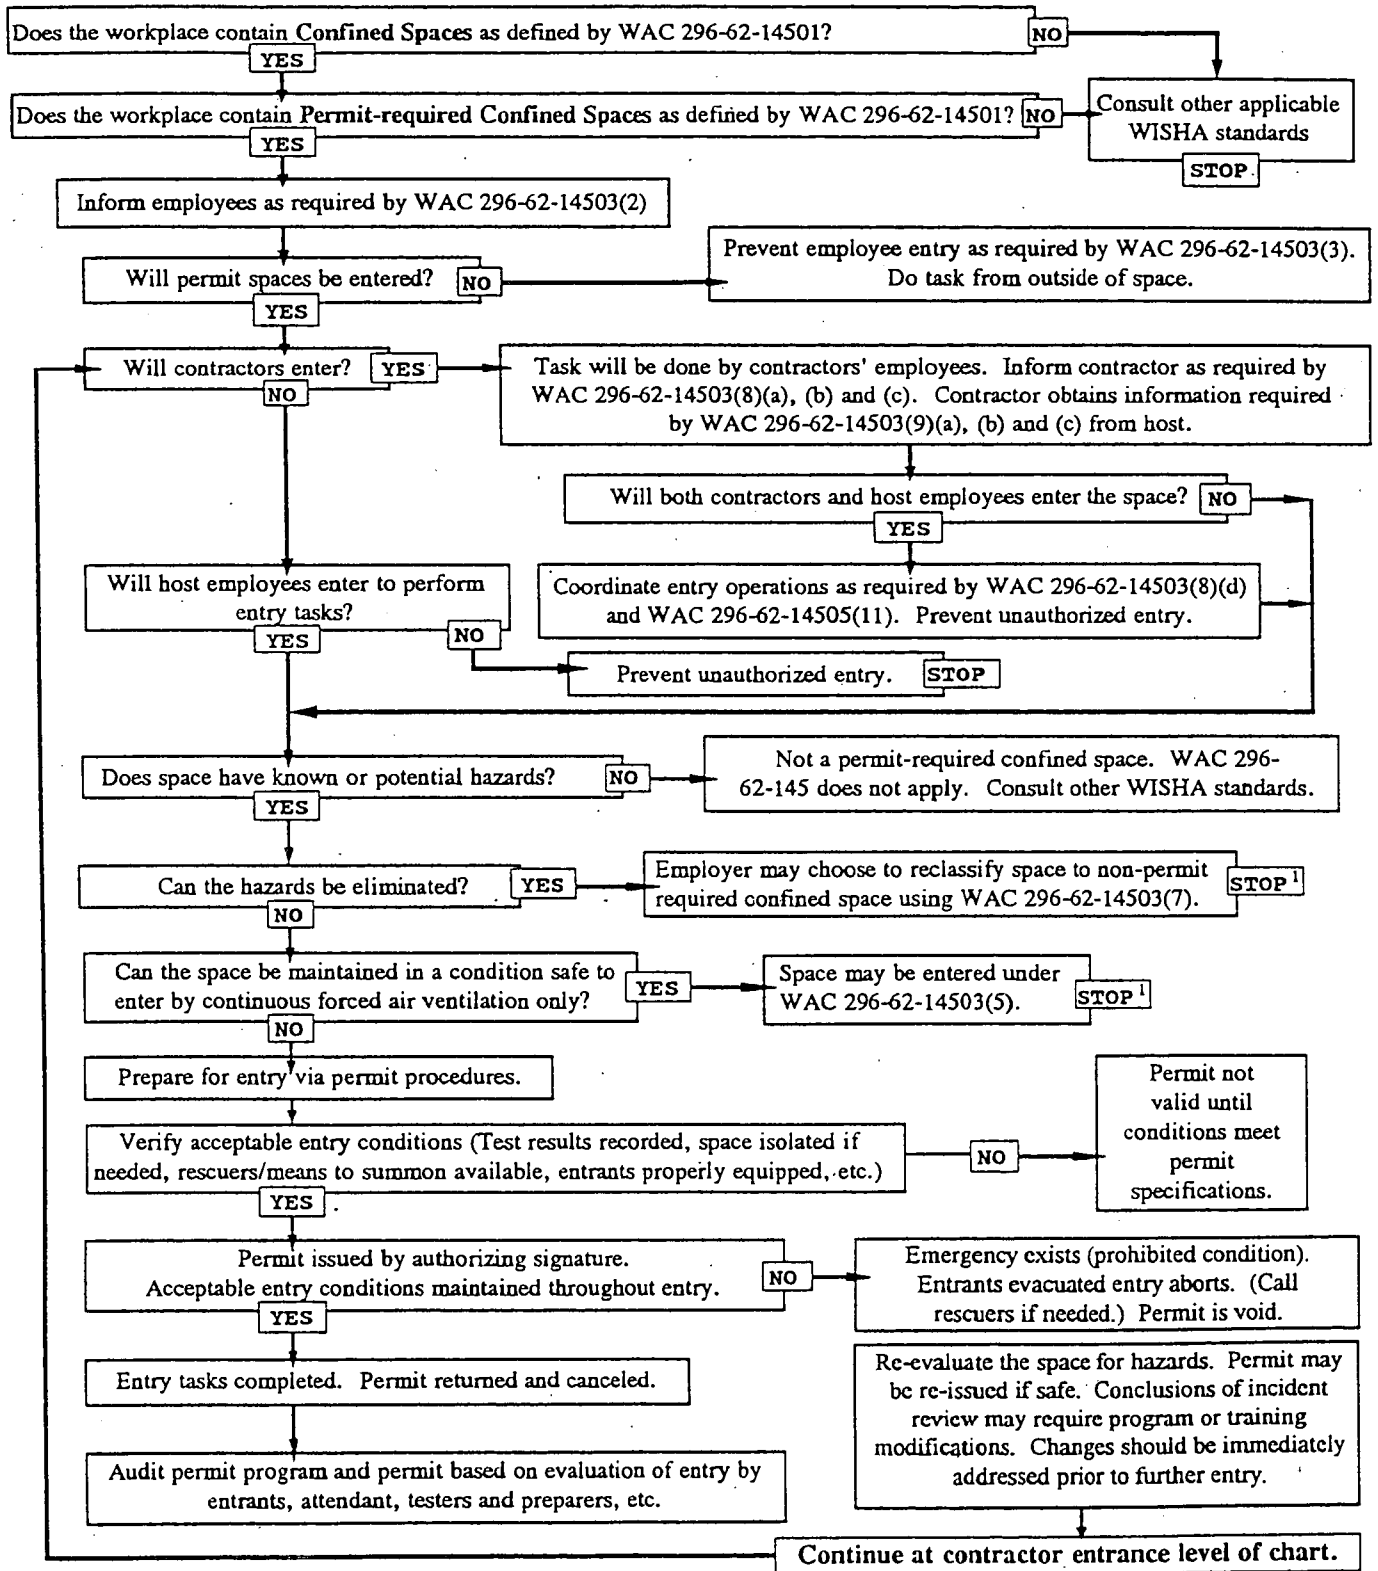 Does the workplace contain Confined Spaces as defined by WAC 296-62-14501?
NO
YES
Does the workplace contain Permit-required Confined Spaces as defined by WAC 296-62-14501?
NO
YES
Consult other applicable
WISHA standards
STOP
Inform employees as required by WAC 296-62-14503(2)
Will permit spaces be entered?
NO
YES
Prevent employee entry as required by WAC 296-62-14503(3).
Do task from outside of space.
Will contractors enter?
YES
NO
Task will be done by contractors' employees. Inform contractor as required by
WAC 296-62-14503(8)(a), (b) and (c). Contractor obtains information required
by WAC 296-62-14503(9)(a), (b) and (c) from host.
Will both contractors and host employees enter the space?
NO
YES
Will host employees enter to perform
entry tasks?
YES
NO
Coordinate entry operations as required by WAC 296-62-14503(8)(d)
and WAC 296-62-14505(11). Prevent unauthorized entry.
Prevent unauthorized entry.
STOP
Does space have known or potential hazards?
NO
YES
Not a permit-required confined space. WAC 296-
62-145 does not apply. Consult other WISHA standards.
Can the hazards be eliminated?
YES
NO
Employer may choose to reclassify space to non-permit
required confined space using WAC 296-62-14503(7).
STOP¹
Can the space be maintained in a condition safe to
enter by continuous forced air ventilation only?
YES
NO
Space may be entered under
WAC 296-62-14503(5).
STOP¹
Prepare for entry via permit procedures.
Verify acceptable entry conditions (Test results recorded, space isolated if
needed, rescuers/means to summon available, entrants properly equipped, etc.)
NO
YES
Permit not
valid until
conditions meet
permit
specifications.
Permit issued by authorizing signature.
Acceptable entry conditions maintained throughout entry.
NO
YES
Emergency exists (prohibited condition).
Entrants evacuated entry aborts. (Call
rescuers if needed.) Permit is void.
Entry tasks completed. Permit returned and canceled.
Re-evaluate the space for hazards. Permit may
be re-issued if safe. Conclusions of incident
review may require program or training
modifications. Changes should be immediately
addressed prior to further entry.
Audit permit program and permit based on evaluation of entry by
entrants, attendant, testers and preparers, etc.
Continue at contractor entrance level of chart.